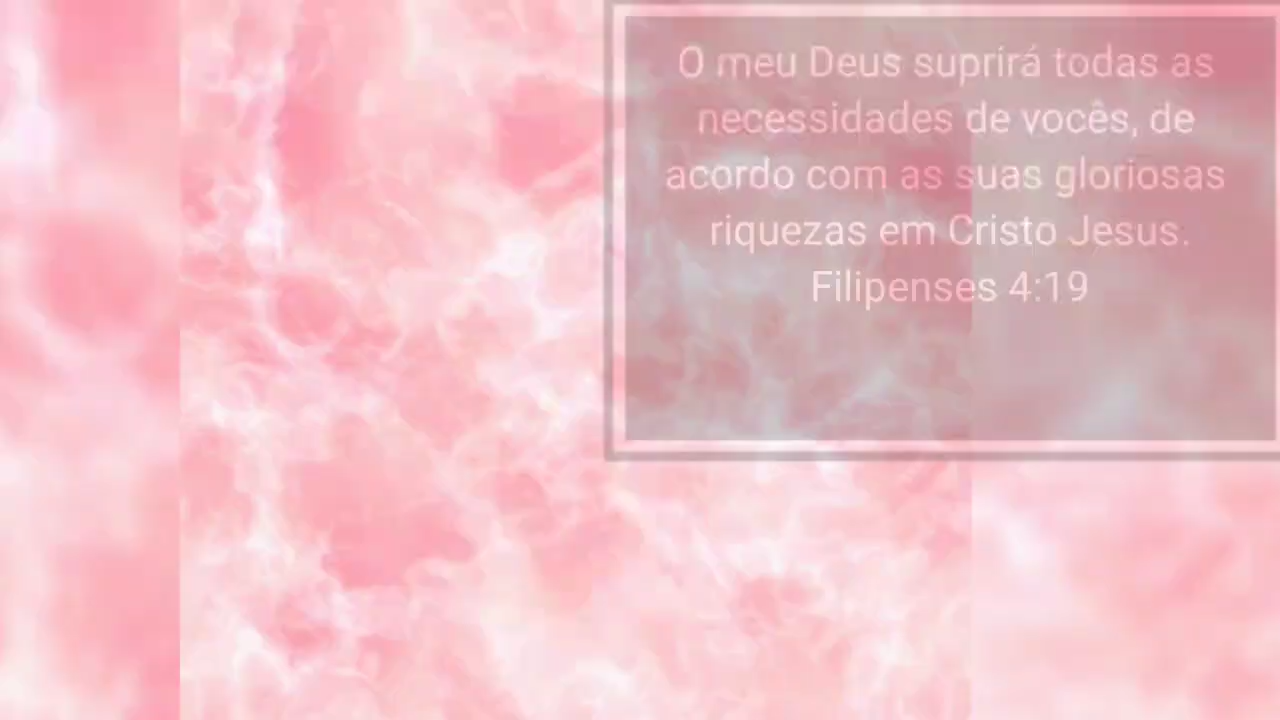 O meu Deus suprirá todas as
necessidades de vocês, de
acordo com as suas gloriosas
riquezas em Cristo Jesus.
Filipenses 4:19